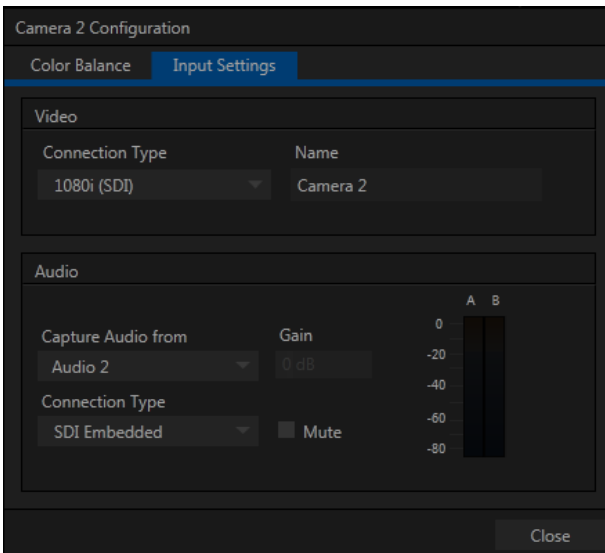 Camera 2 Configuration
Color Balance Input Settings
Video
Connection Type Name
1080i (SDI) Camera 2
Audio
A B
Capture Audio from Gain
Audio 2 0 dB
Connection Type
SDI Embedded Mute
0
-20
-40
-60
-80
Close